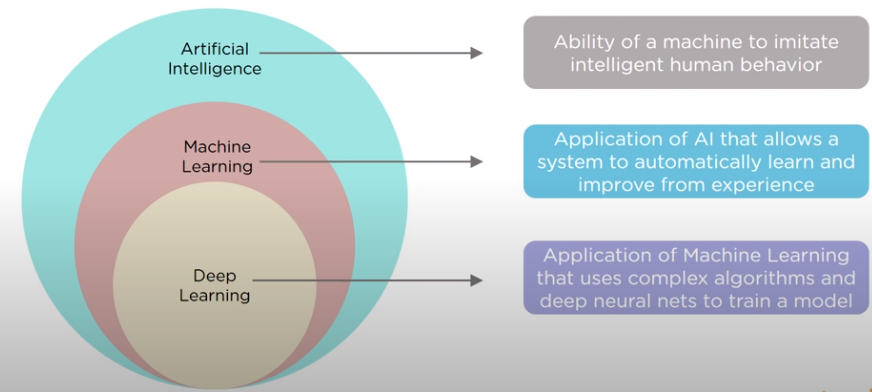 Artificial
Intelligence
Ability of a machine to imitate
intelligent human behavior
Machine
Learning
Application of AI that allows a
system to automatically learn and
improve from experience
Deep
Learning
Application of Machine Learning
that uses complex algorithms and
deep neural nets to train a model